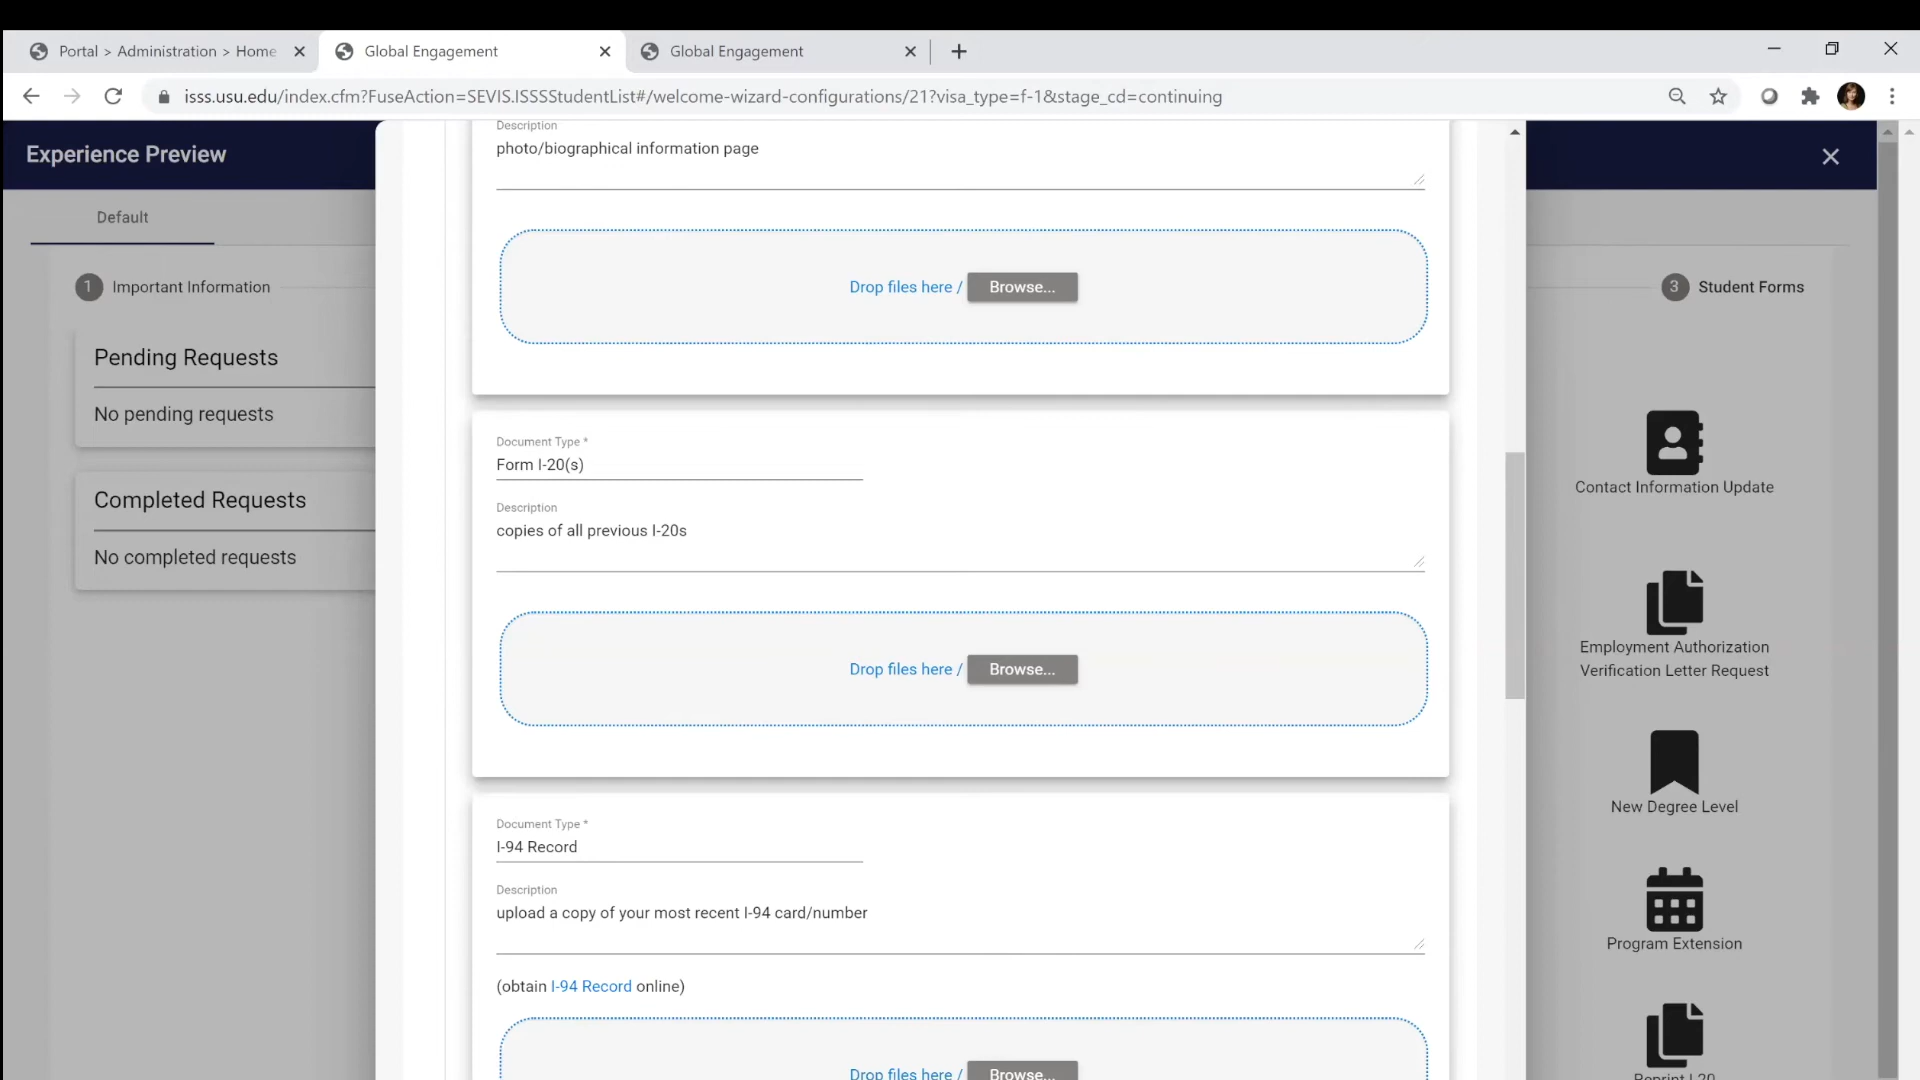 Portal > Administration > Home
Global Engagement
Global Engagement
isss.usu.edu/index.cfm?FuseAction=SEVIS.ISSSStudentList#/welcome-wizard-configurations/21?visa_type=f-1&stage_cd=continuing
Experience Preview
Default
1 Important Information
Pending Requests
No pending requests
Completed Requests
No completed requests
Description
photo/biographical information page
Drop files here / Browse...
Document Type *
Form I-20(s)
Description
copies of all previous I-20s
Drop files here / Browse...
Document Type *
I-94 Record
Description
upload a copy of your most recent I-94 card/number
(obtain I-94 Record online)
Drop files here / Browse...
3 Student Forms
Contact Information Update
Employment Authorization
Verification Letter Request
New Degree Level
Program Extension
Reprint I-20